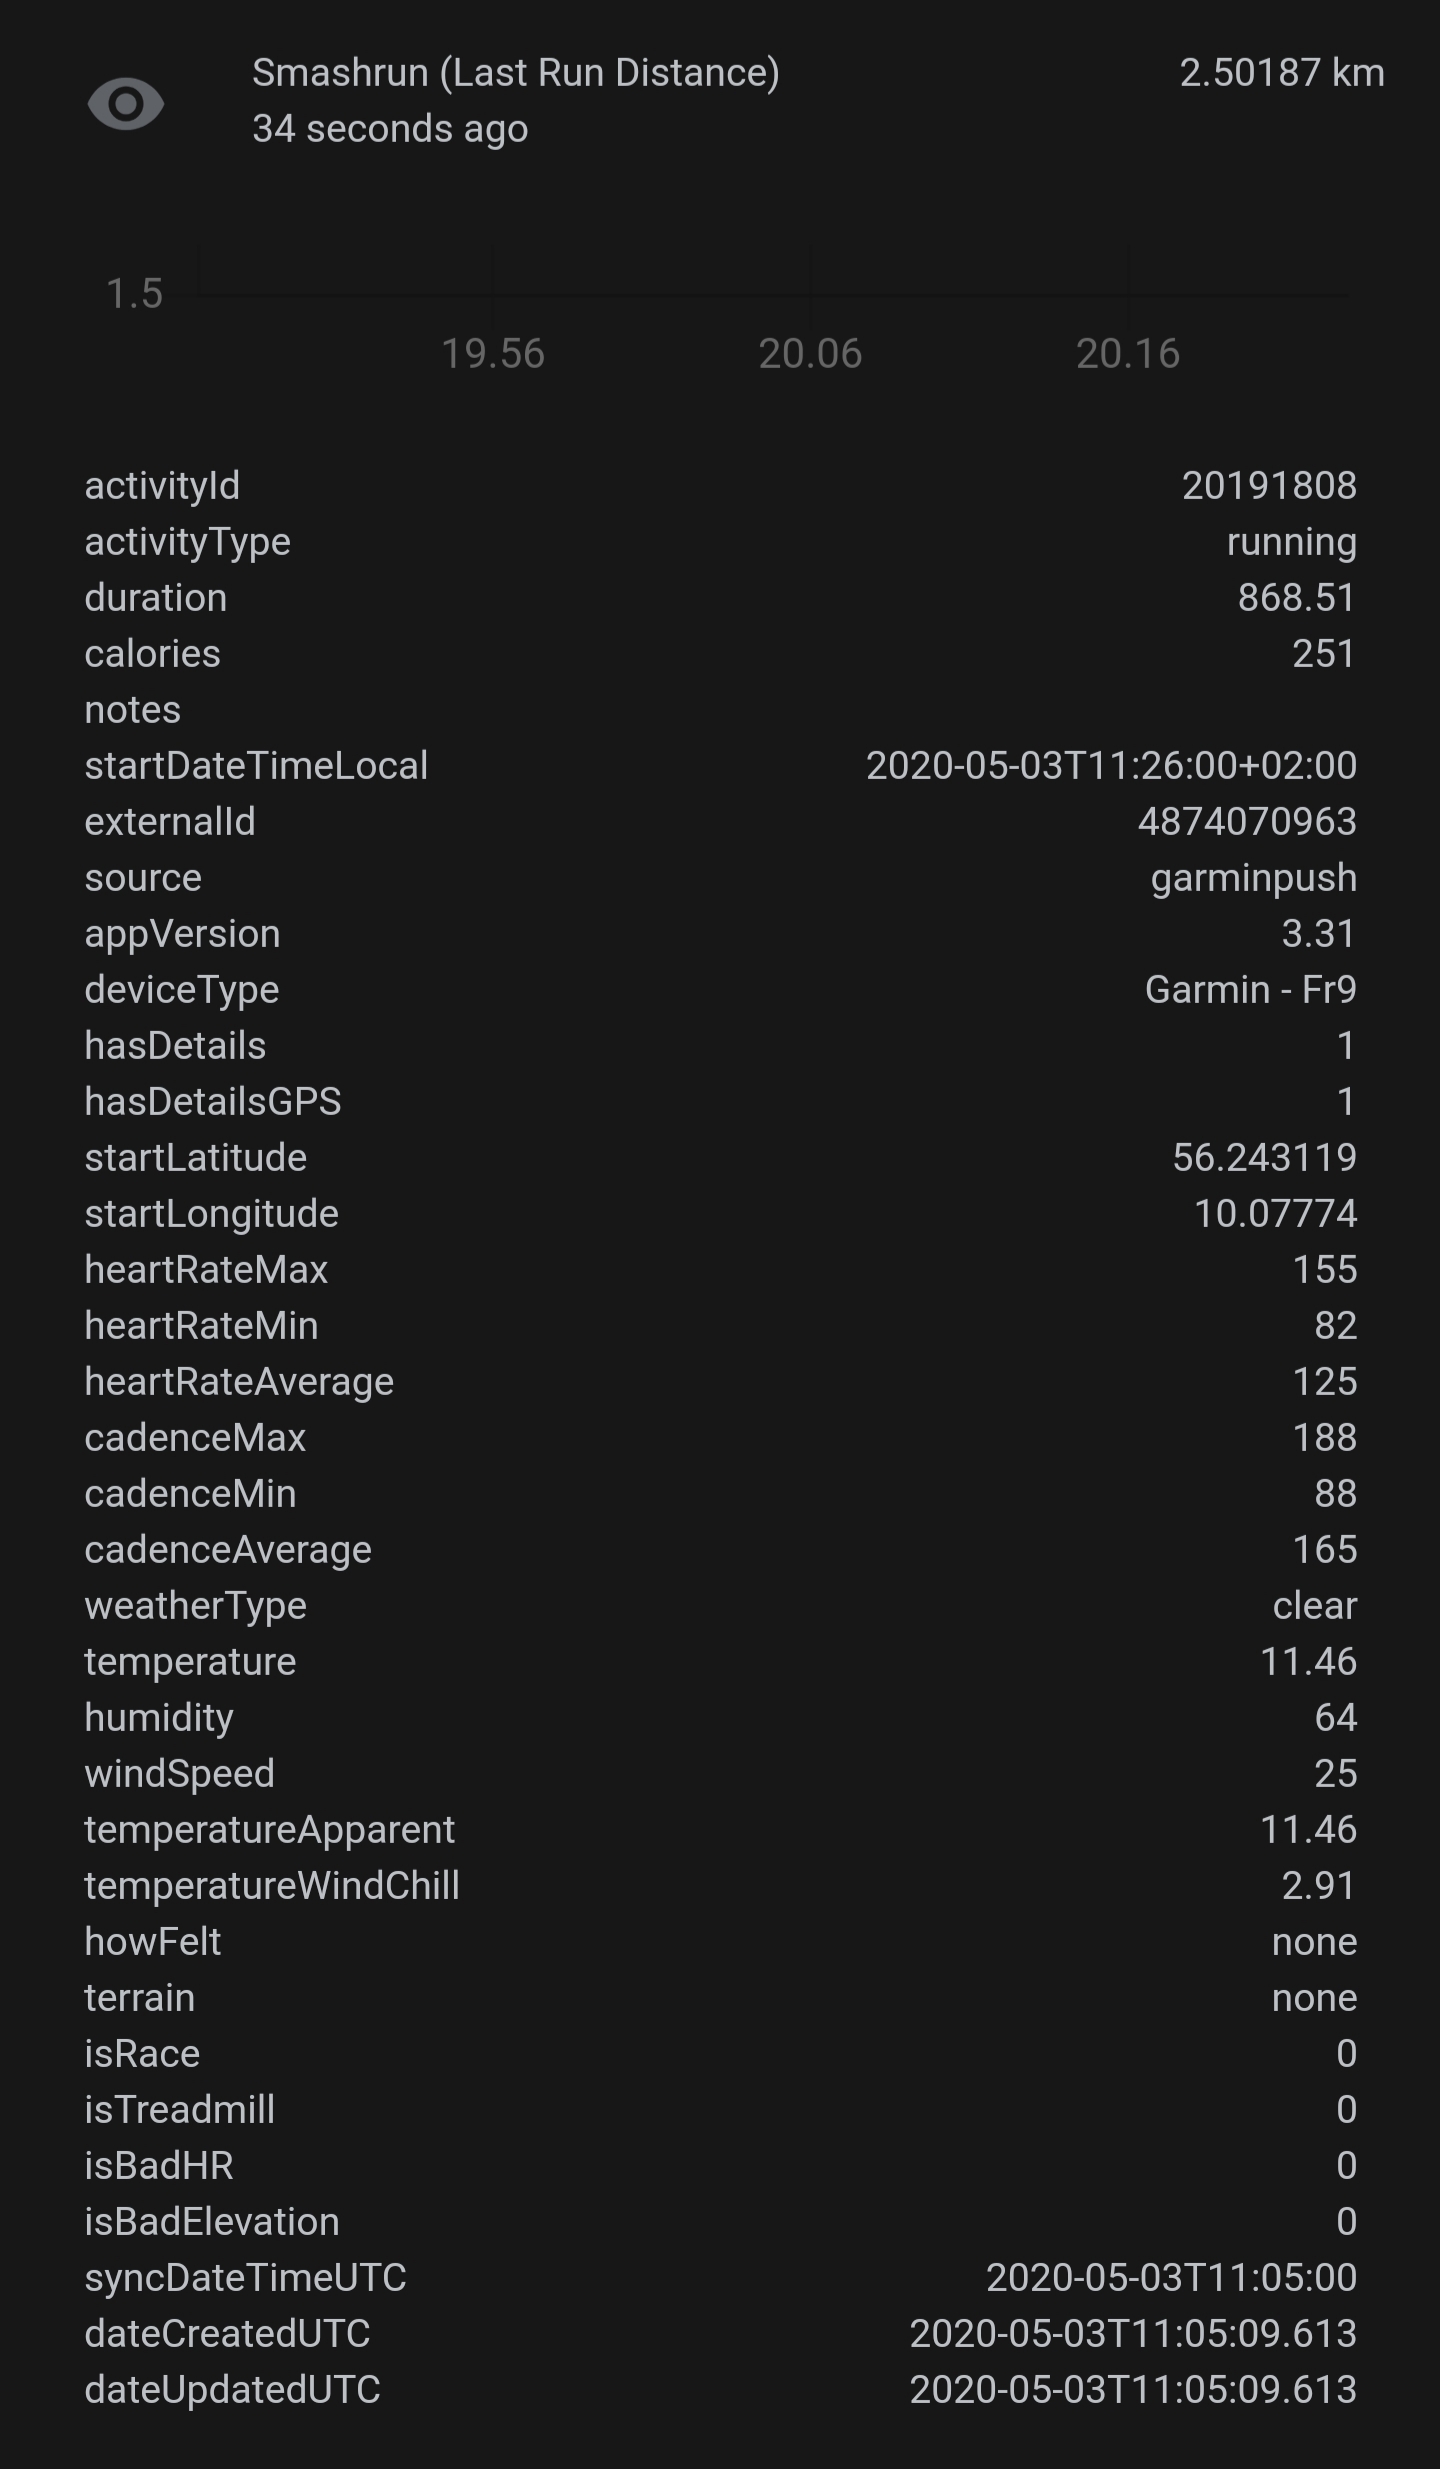 Smashrun (Last Run Distance) 2.50187 km
34 seconds ago
1.5
19.56 20.06 20.16
activityId 20191808
activityType running
duration 868.51
calories 251
notes
startDateTimeLocal 2020-05-03T11:26:00+02:00
externalId 4874070963
source garminpush
appVersion 3.31
deviceType Garmin - Fr9
hasDetails 1
hasDetailsGPS 1
startLatitude 56.243119
startLongitude 10.07774
heartRateMax 155
heartRateMin 82
heartRateAverage 125
cadenceMax 188
cadenceMin 88
cadenceAverage 165
weatherType clear
temperature 11.46
humidity 64
windSpeed 25
temperatureApparent 11.46
temperatureWindChill 2.91
howFelt none
terrain none
isRace 0
isTreadmill 0
isBadHR 0
isBadElevation 0
syncDateTimeUTC 2020-05-03T11:05:00
dateCreatedUTC 2020-05-03T11:05:09.613
dateUpdatedUTC 2020-05-03T11:05:09.613